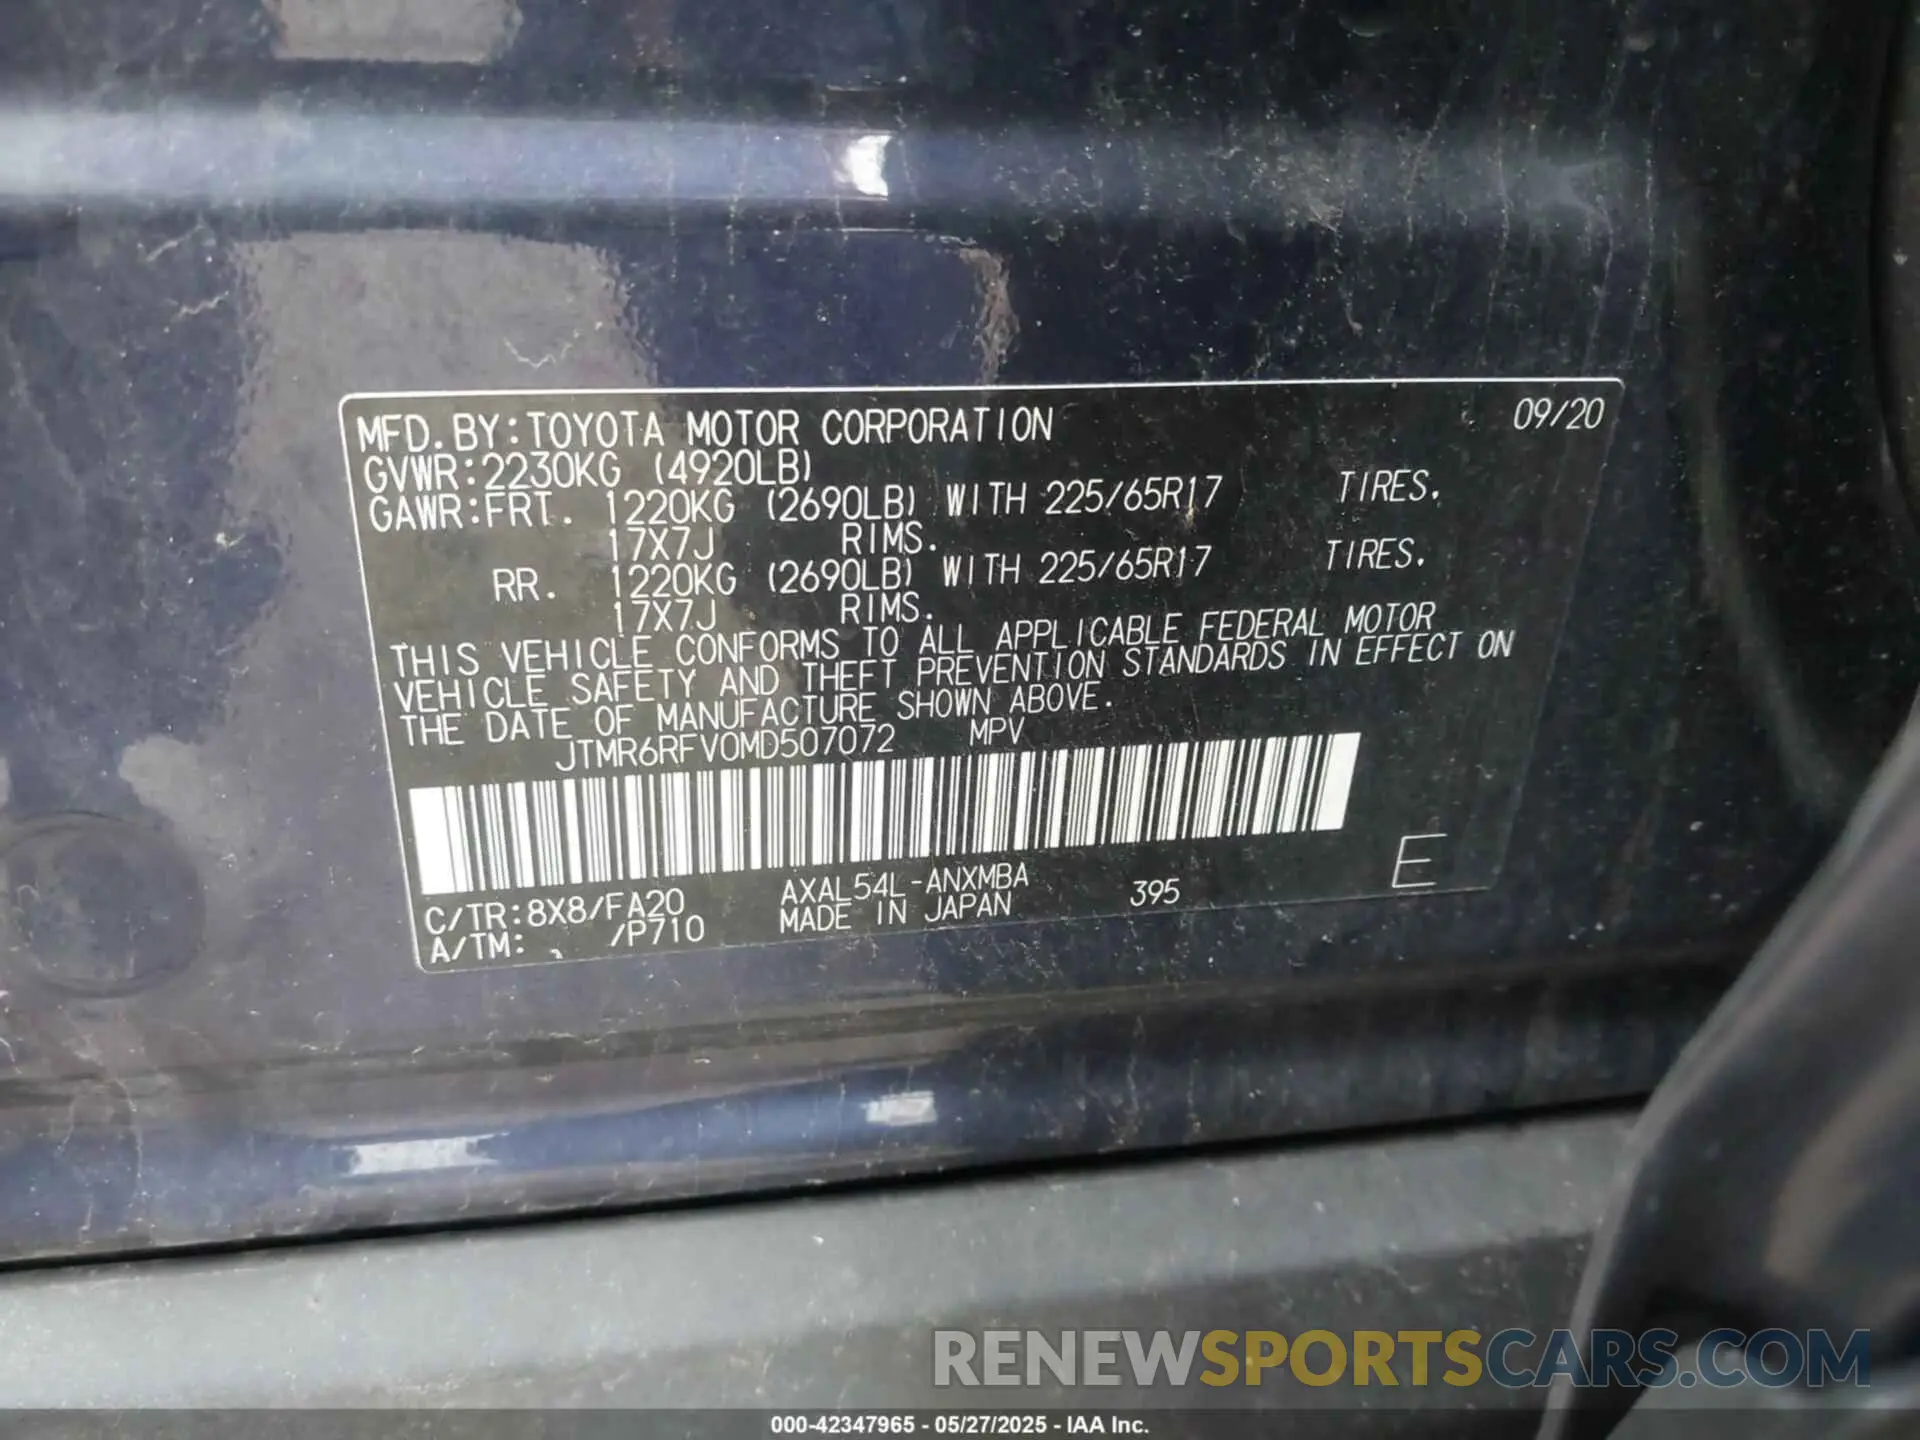 MFD. BY: TOYOTA MOTOR CORPORATION 09/20
GVWR: 2230KG (4920LB)
GAWR: FRT. 1220KG (2690LB) WITH 225/65R17 TIRES.
17X7J RIMS.
RR. 1220KG (2690LB) WITH 225/65R17 TIRES.
17X7J RIMS.
THIS VEHICLE CONFORMS TO ALL APPLICABLE FEDERAL MOTOR
VEHICLE SAFETY AND THEFT PREVENTION STANDARDS IN EFFECT ON
THE DATE OF MANUFACTURE SHOWN ABOVE.
JTMR6RFV0MD507072 MPV
E
C/TR: 8X8/FA20 AXAL54L-ANXMBA 395
A/TM: /P710 MADE IN JAPAN
RENEWSPORTSCARS.COM
000-42347965 - 05/27/2025 - IAA Inc.